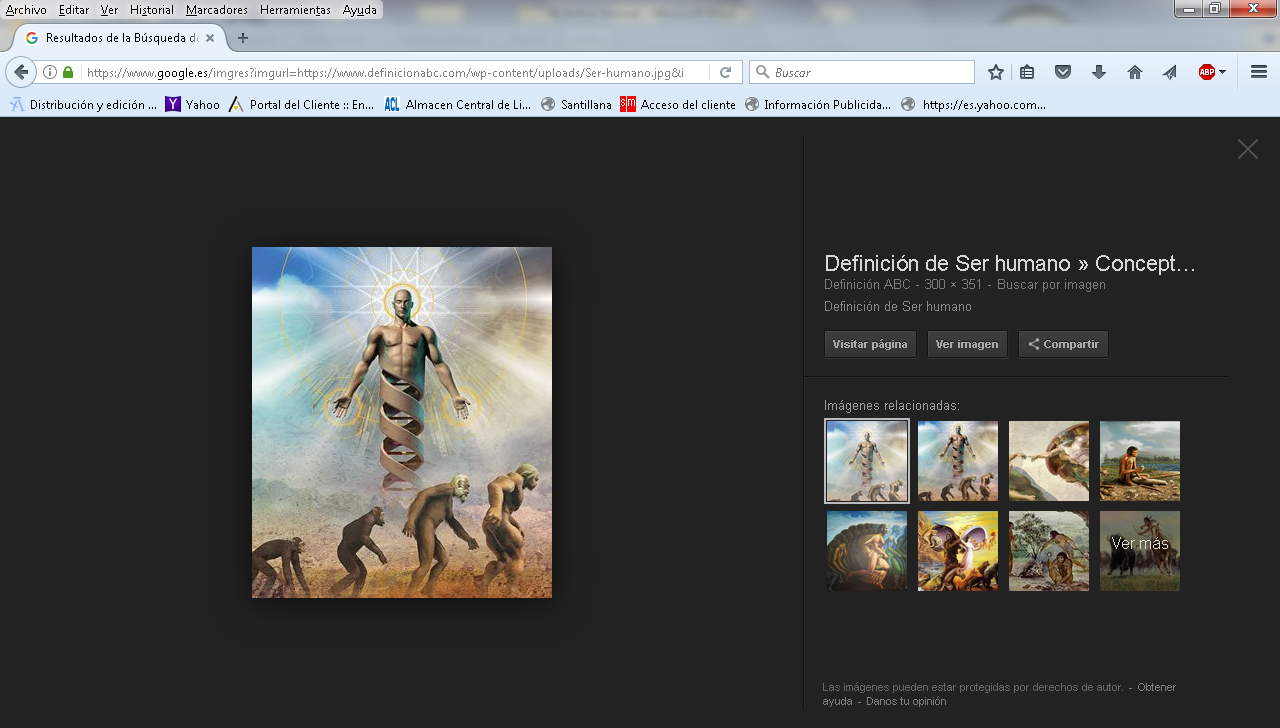 Archivo Editar Ver Historial Marcadores Herramientas Ayuda
Resultados de la Búsqueda de
https://www.google.es/imgres?imgurl=https://www.definicionabc.com/wp-content/uploads/Ser-humano.jpg&i
Buscar
ABP
Distribución y edición ... Yahoo Portal del Cliente :: En... ACL Almacen Central de Li... Santillana sm Acceso del cliente Información Publicida... https://es.yahoo.com...
Definición de Ser humano » Concept...
Definición ABC - 300 × 351 - Buscar por imagen
Definición de Ser humano
Visitar página Ver imagen Compartir
Imágenes relacionadas:
Ver más
Las imágenes pueden estar protegidas por derechos de autor. - Obtener
ayuda - Danos tu opinión